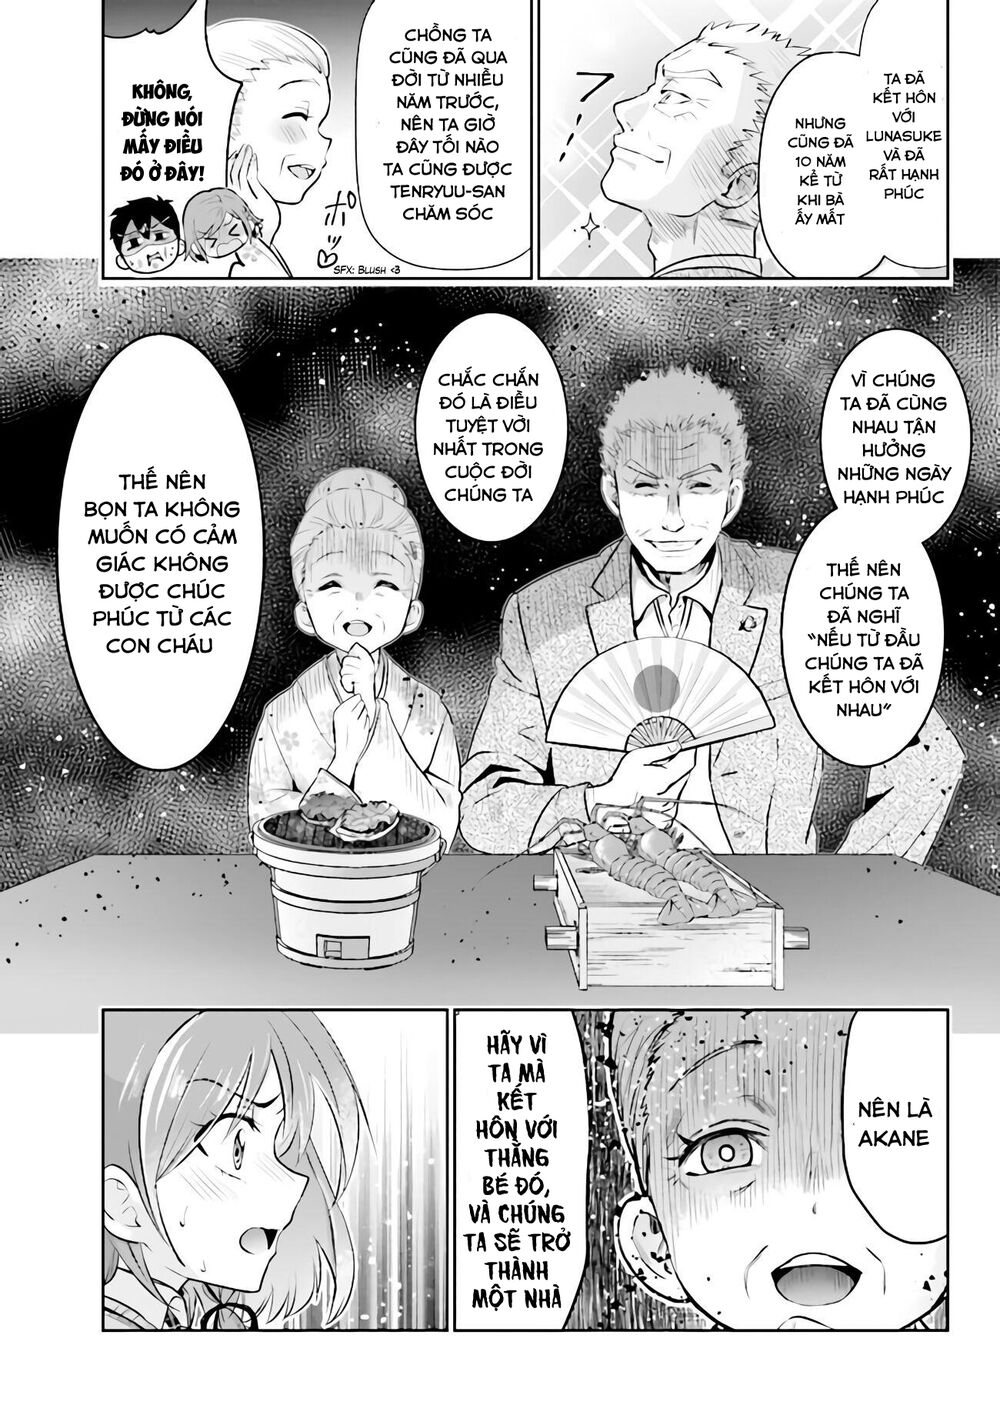 TA ĐÃ
KẾT HÔN
VỚI
LUNASUKE
VÀ ĐÃ
RẤT HẠNH
PHÚC
NHƯNG
CŨNG ĐÃ
10 NĂM
KỂ TỪ
KHI BÀ
ẤY MẤT
フッ
CHỒNG TA
CŨNG ĐÃ QUA
ĐỜI TỪ NHIỀU
NĂM TRƯỚC,
NÊN TA GIỜ
ĐÂY TỐI NÀO
TA CŨNG ĐƯỢC
TENRYUU-SAN
CHĂM SÓC
ポッ
SFX: BLUSH <3
KHÔNG,
ĐỪNG NÓI
MẤY ĐIỀU
ĐÓ Ở ĐÂY!
VÌ CHÚNG
TA ĐÃ CÙNG
NHAU TẬN
HƯỞNG
NHỮNG NGÀY
HẠNH PHÚC
THẾ NÊN
CHÚNG TA
ĐÃ NGHĨ
"NẾU TỪ ĐẦU
CHÚNG TA ĐÃ
KẾT HÔN VỚI
NHAU"
CHẮC CHẮN
ĐÓ LÀ ĐIỀU
TUYỆT VỜI
NHẤT TRONG
CUỘC ĐỜI
CHÚNG TA
THẾ NÊN
BỌN TA KHÔNG
MUỐN CÓ CẢM
GIÁC KHÔNG
ĐƯỢC CHÚC
PHÚC TỪ CÁC
CON CHÁU
NÊN LÀ
AKANE
HÃY VÌ
TA MÀ
KẾT
HÔN VỚI
THẰNG
BÉ ĐÓ,
VÀ CHÚNG
TA SẼ TRỞ
THÀNH
MỘT NHÀ